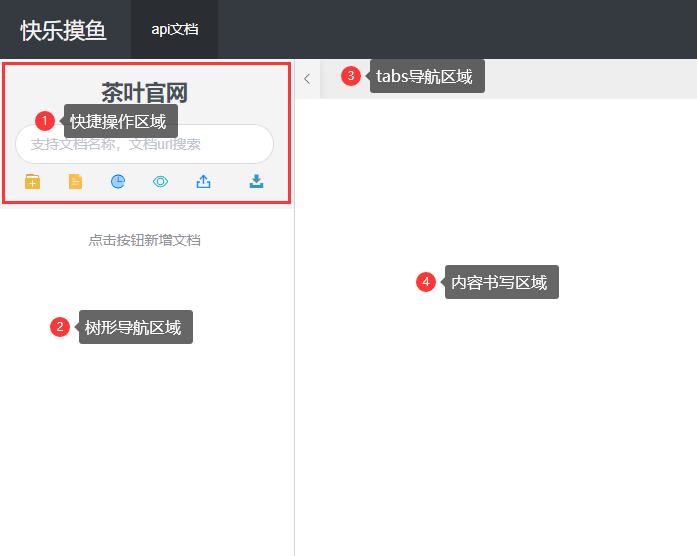 快乐摸鱼
api文档
茶叶官网
1 快捷操作区域
支持文档名称，文档url搜索
点击按钮新增文档
2 树形导航区域
3 tabs导航区域
4 内容书写区域